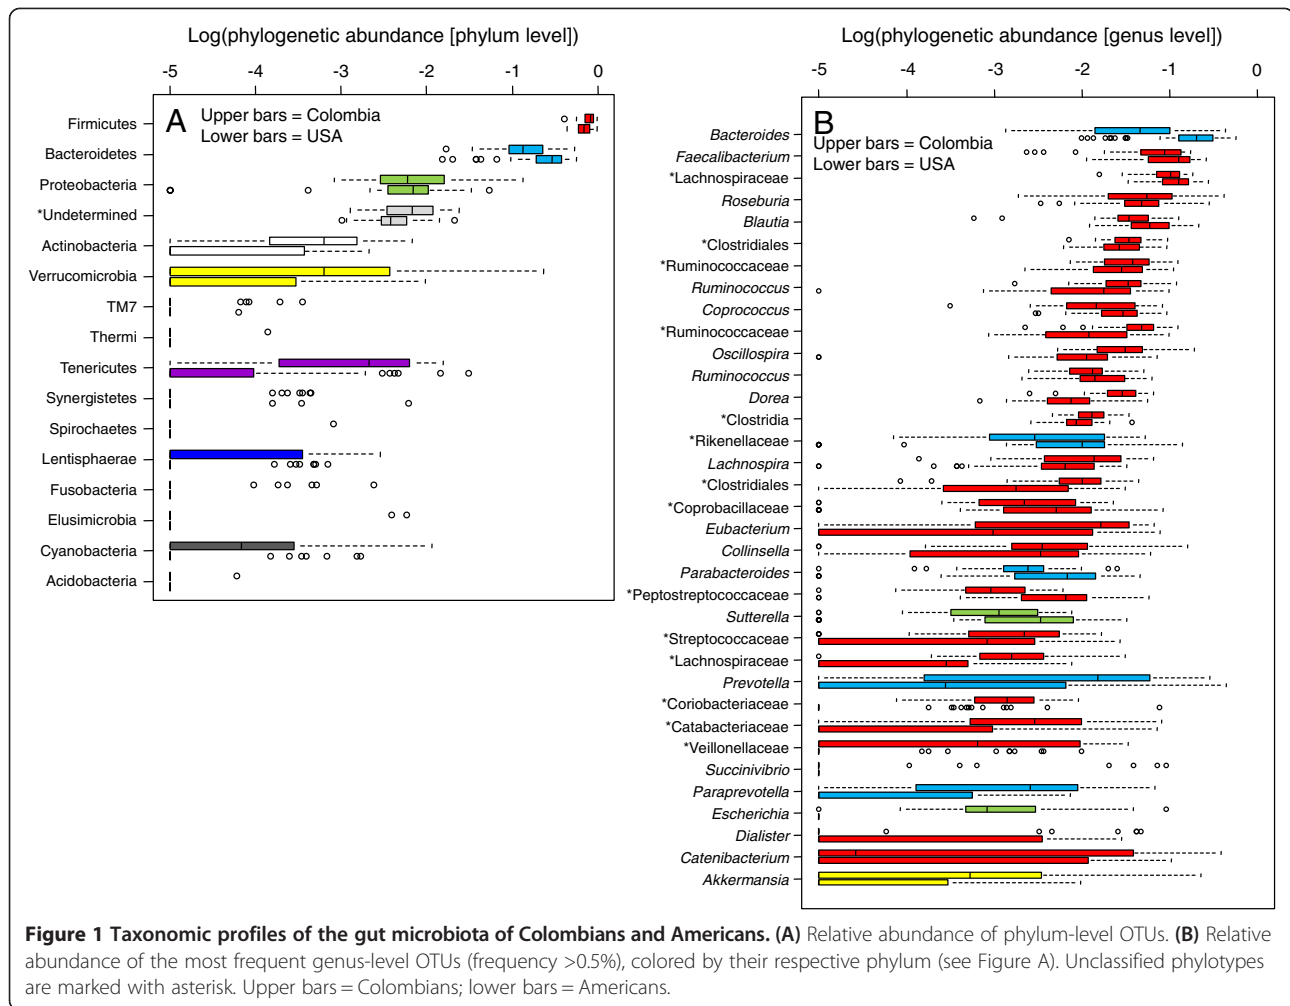 Log(phylogenetic abundance [phylum level])
-5 -4 -3 -2 -1 0
A
Upper bars = Colombia
Lower bars = USA
Firmicutes
Bacteroidetes
Proteobacteria
*Undetermined
Actinobacteria
Verrucomicrobia
TM7
Thermi
Tenericutes
Synergistetes
Spirochaetes
Lentisphaerae
Fusobacteria
Elusimicrobia
Cyanobacteria
Acidobacteria
Log(phylogenetic abundance [genus level])
-5 -4 -3 -2 -1 0
B
Upper bars = Colombia
Lower bars = USA
Bacteroides
Faecalibacterium
*Lachnospiraceae
Roseburia
Blautia
*Clostridiales
*Ruminococcaceae
Ruminococcus
Coprococcus
*Ruminococcaceae
Oscillospira
Ruminococcus
Dorea
*Clostridia
*Rikenellaceae
Lachnospira
*Clostridiales
*Coprobacillaceae
Eubacterium
Collinsella
Parabacteroides
*Peptostreptococcaceae
Sutterella
*Streptococcaceae
*Lachnospiraceae
Prevotella
*Coriobacteriaceae
*Catabacteriaceae
*Veillonellaceae
Succinivibrio
Paraprevotella
Escherichia
Dialister
Catenibacterium
Akkermansia
Figure 1 Taxonomic profiles of the gut microbiota of Colombians and Americans. (A) Relative abundance of phylum-level OTUs. (B) Relative
abundance of the most frequent genus-level OTUs (frequency >0.5%), colored by their respective phylum (see Figure A). Unclassified phylotypes
are marked with asterisk. Upper bars = Colombians; lower bars = Americans.